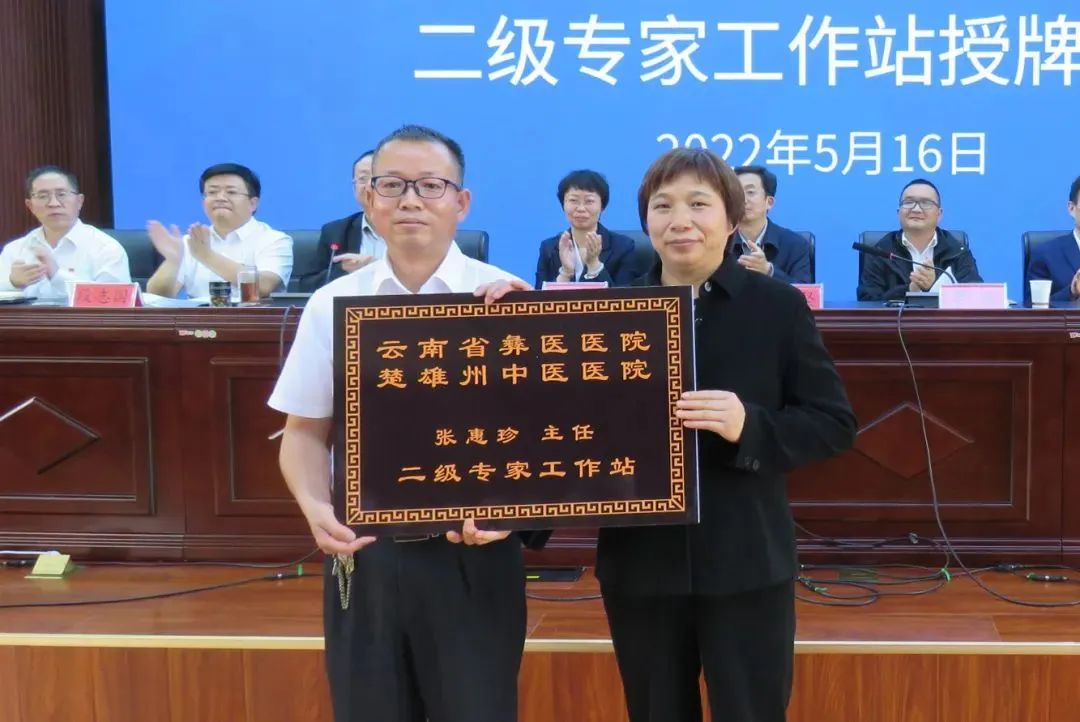 二级专家工作站授牌
2022年5月16日
云南省彝医医院
楚雄州中医医院
张惠珍 主任
二级专家工作站